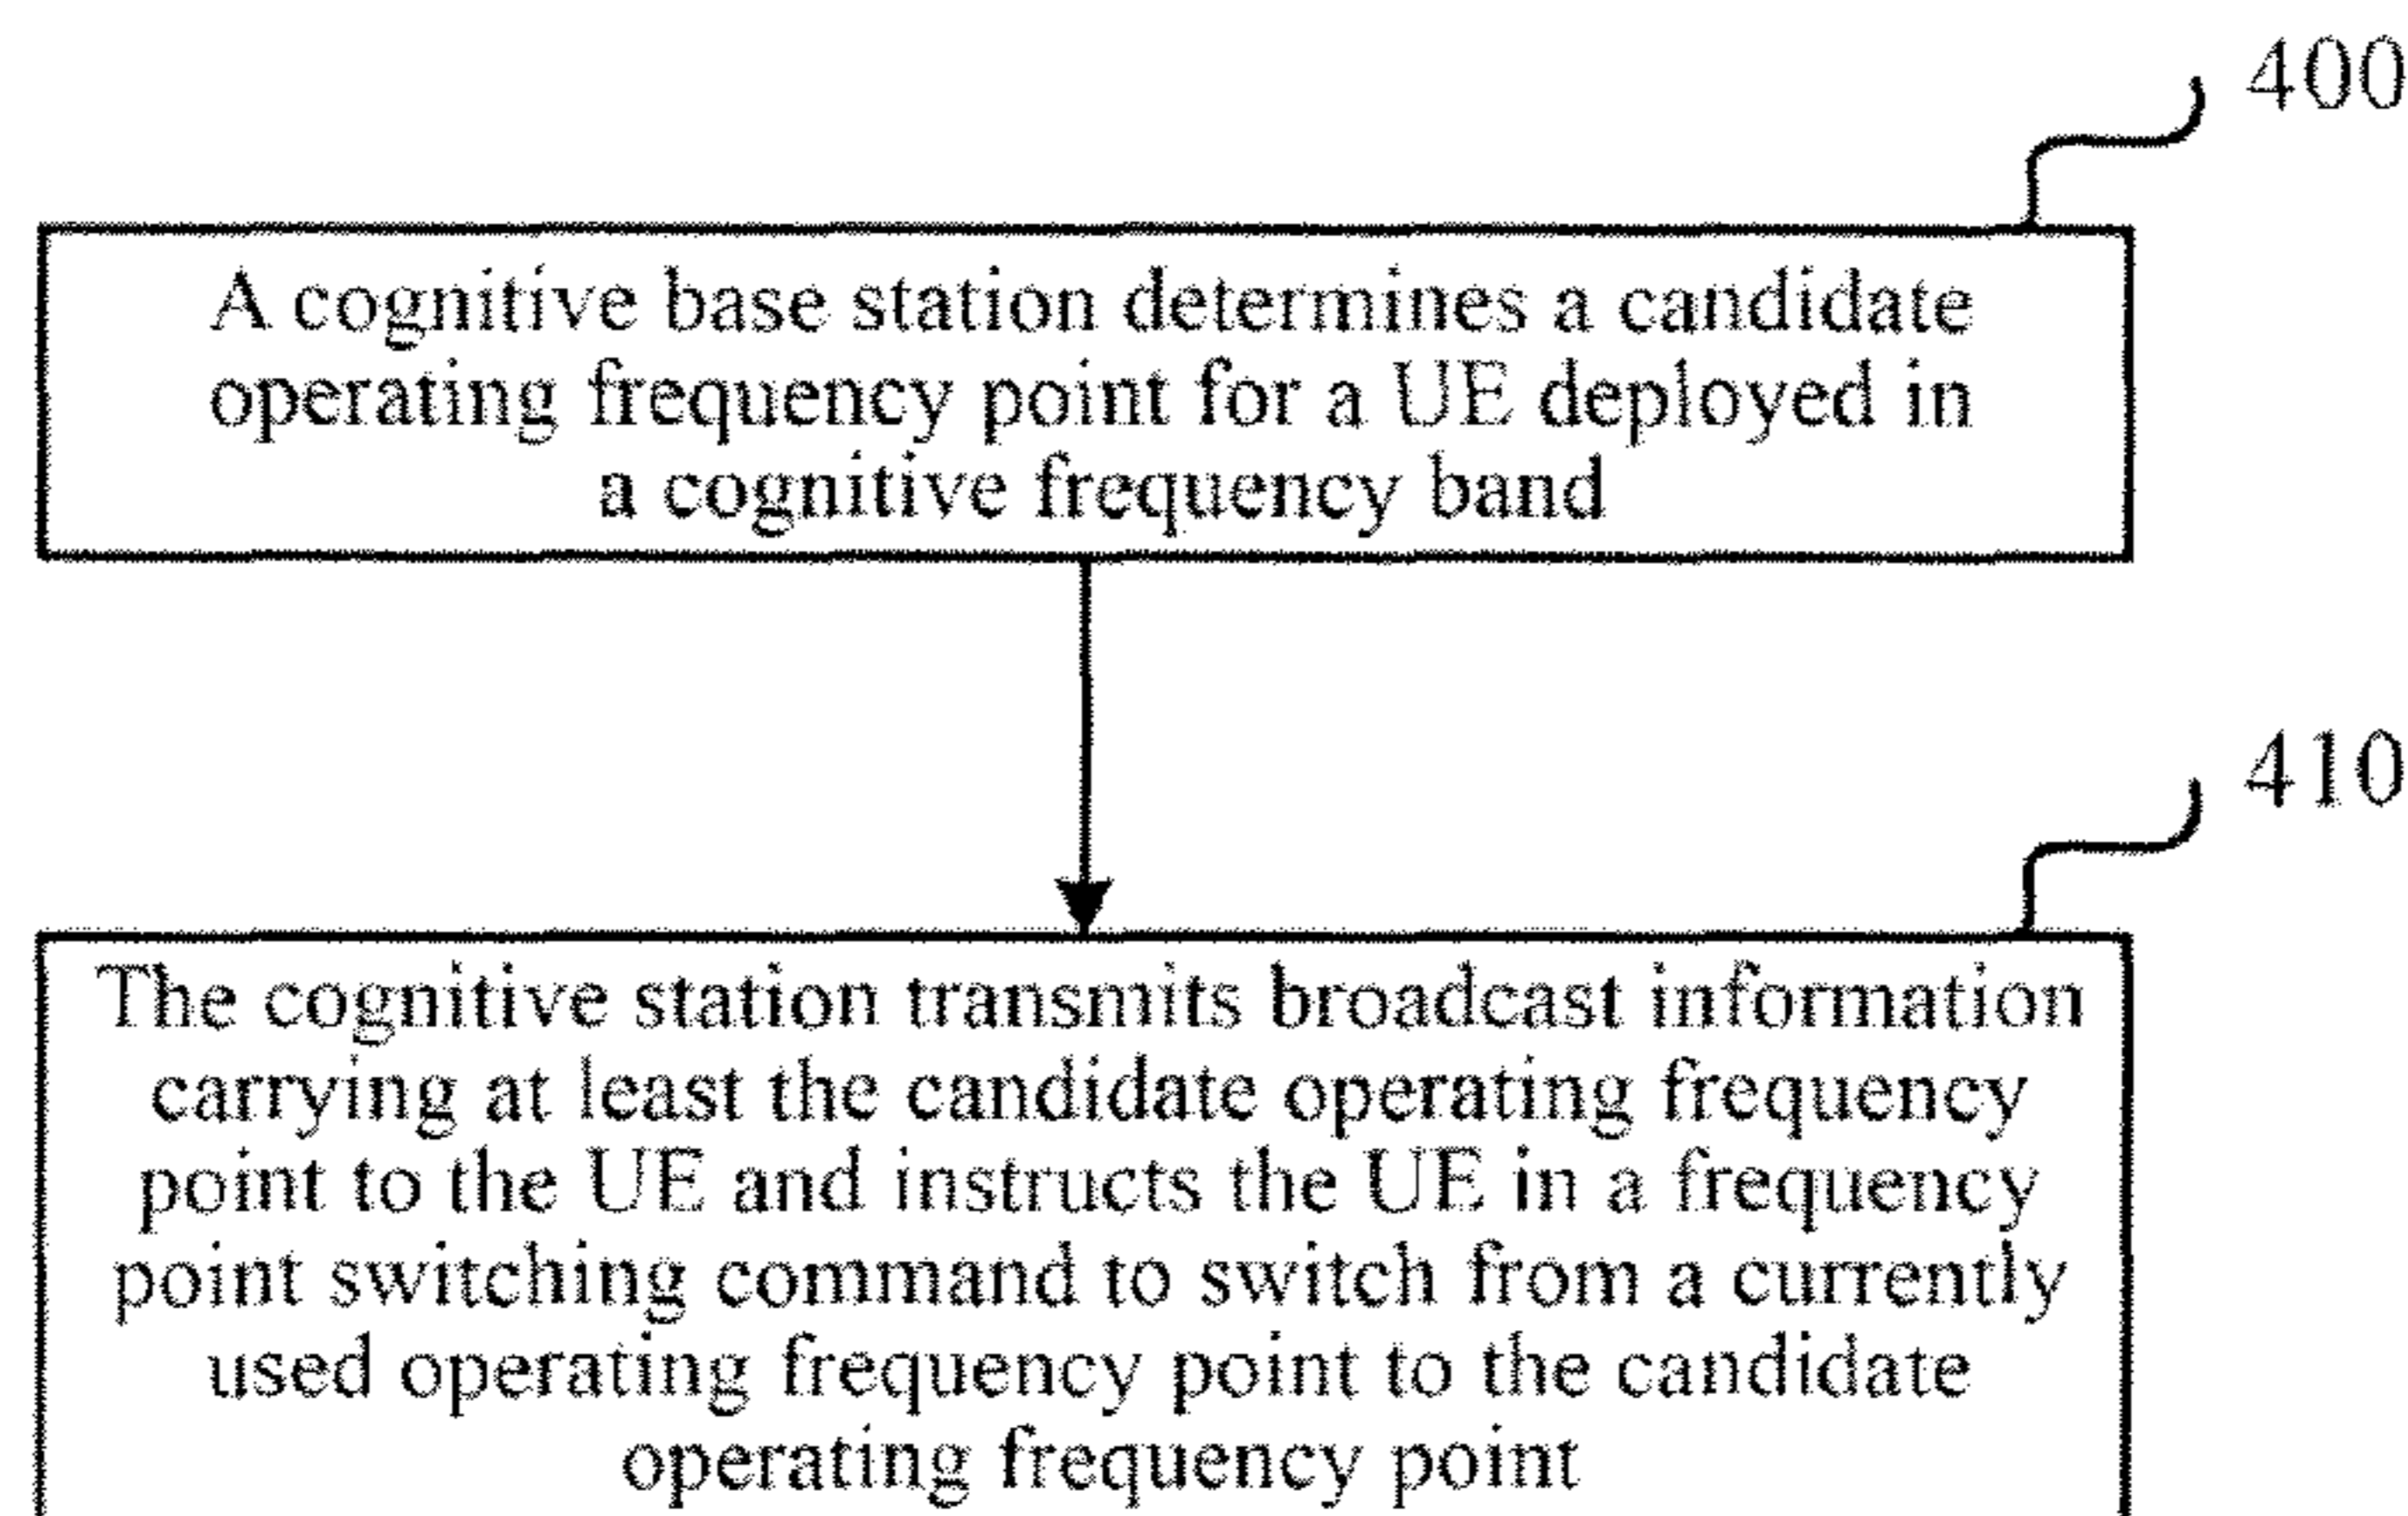 400
A cognitive base station determines a candidate
operating frequency point for a UE deployed in
a cognitive frequency band
410
The cognitive station transmits broadcast information
carrying at least the candidate operating frequency
point to the UE and instructs the UE in a frequency
point switching command to switch from a currently
used operating frequency point to the candidate
operating frequency point